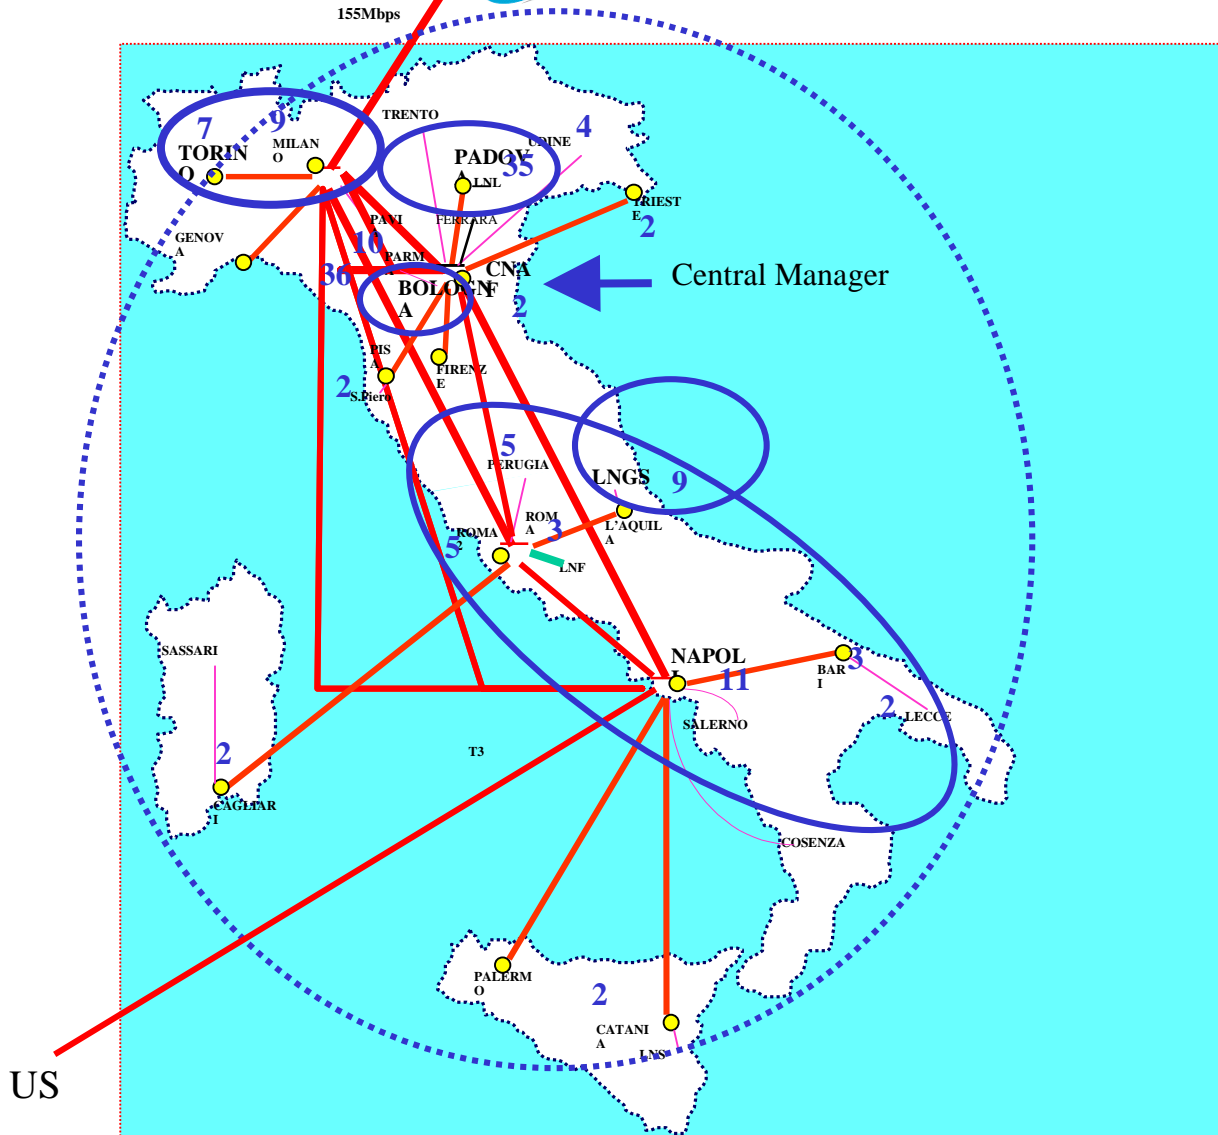 155Mbps
TRENTO
4
7
9
UDINE
MILAN
O
TORIN
O
PADOV
A
35
LNL
TRIEST
E
2
PAVI
A
FERRARA
GENOV
A
10
PARM
36
CNA
F
Central Manager
BOLOGN
A
2
PIS
A
FIRENZ
E
2
S.Piero
5
PERUGIA
LNGS
9
ROM
A
L'AQUIL
A
ROMA
2
3
5
LNF
SASSARI
NAPOL
I
11
3
BAR
I
2
LECCE
SALERNO
T3
2
CAGLIAR
I
COSENZA
PALERM
O
2
CATANI
A
LNS
US